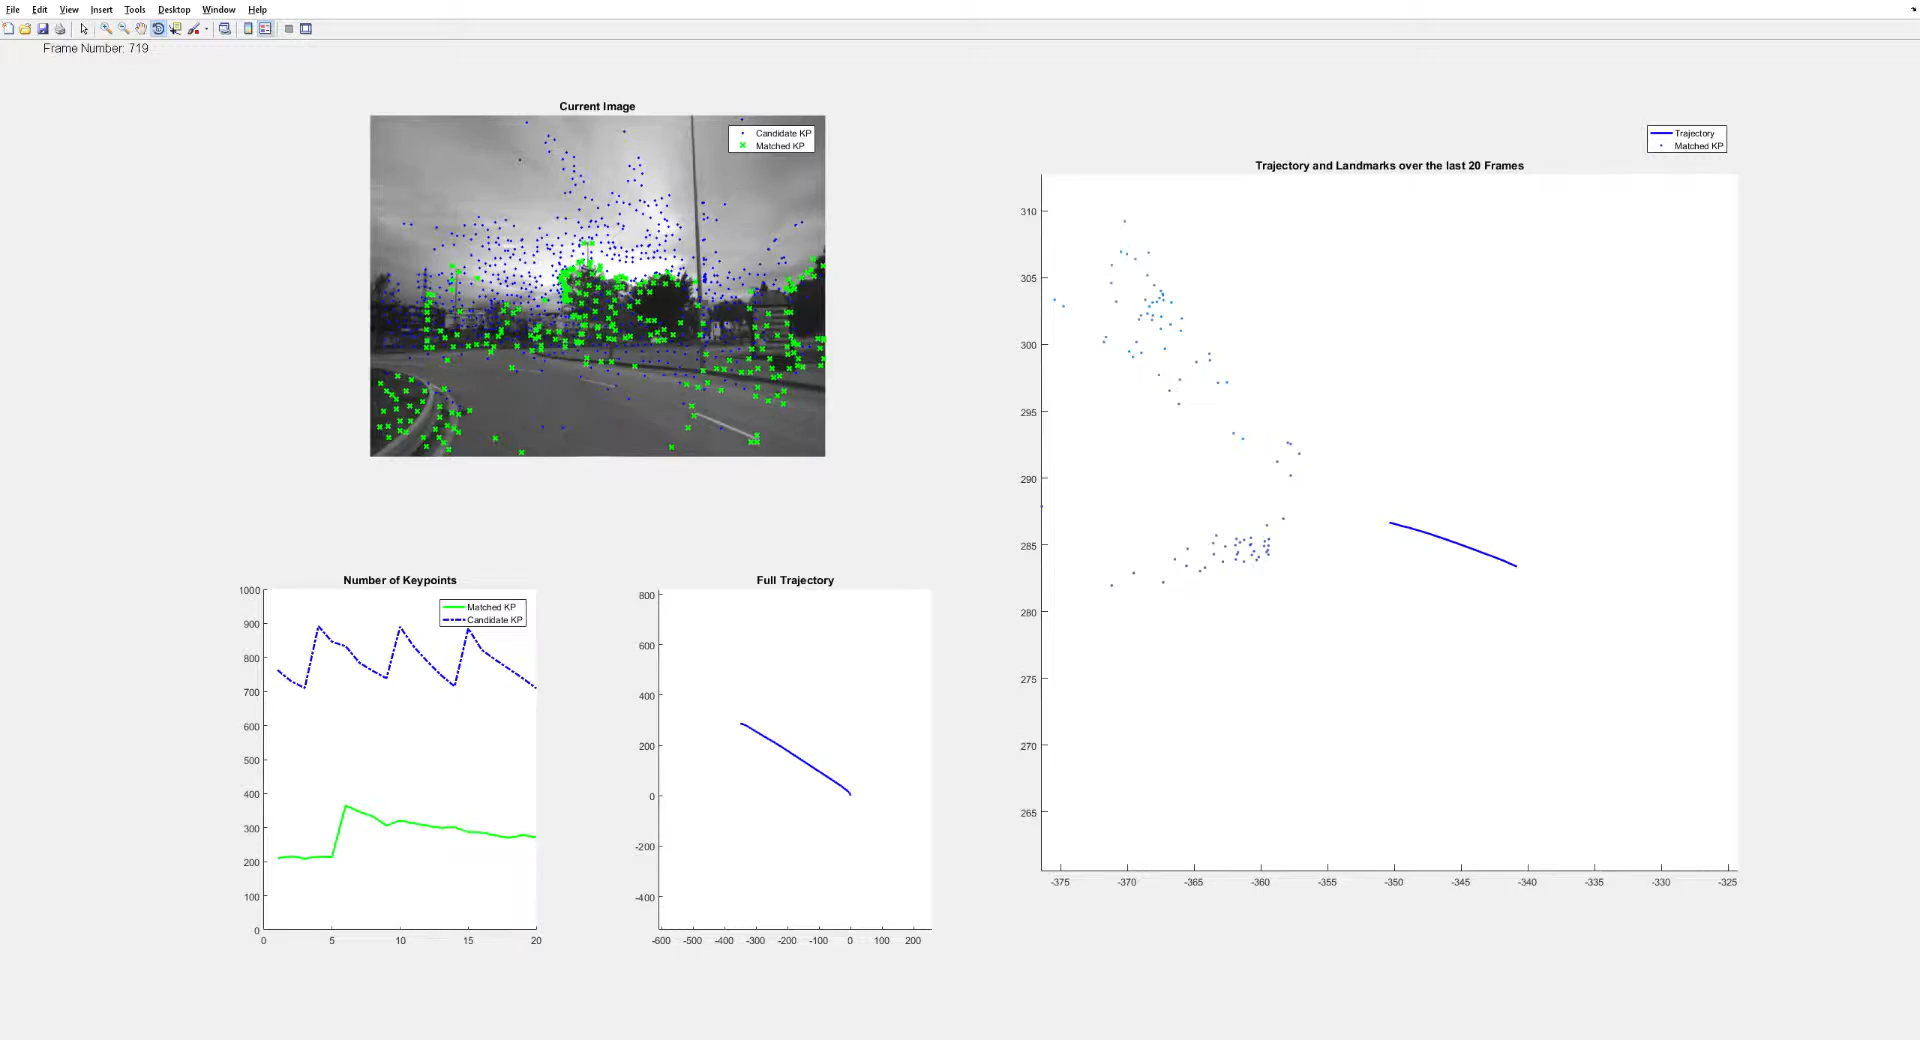 File Edit View Insert Tools Desktop Window Help
Frame Number: 719
Current Image
Candidate KP
Matched KP
Number of Keypoints
1000
900
800
700
600
500
400
300
200
100
0
0 5 10 15 20
Matched KP
Candidate KP
Full Trajectory
800
600
400
200
0
-200
-400
-600 -500 -400 -300 -200 -100 0 100 200
Trajectory
Matched KP
Trajectory and Landmarks over the last 20 Frames
310
305
300
295
290
285
280
275
270
265
-375 -370 -365 -360 -355 -350 -345 -340 -335 -330 -325